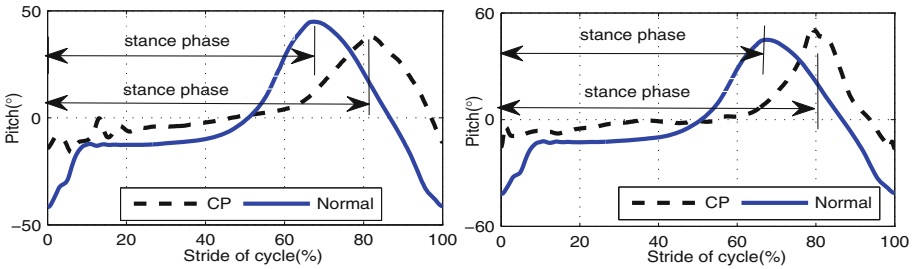 50
stance phase
stance phase
Pitch(°)
0
CP
Normal
−50
0
20
40
60
80
100
Stride of cycle(%)
60
stance phase
stance phase
Pitch(°)
0
CP
Normal
−60
0
20
40
60
80
100
Stride of cycle(%)